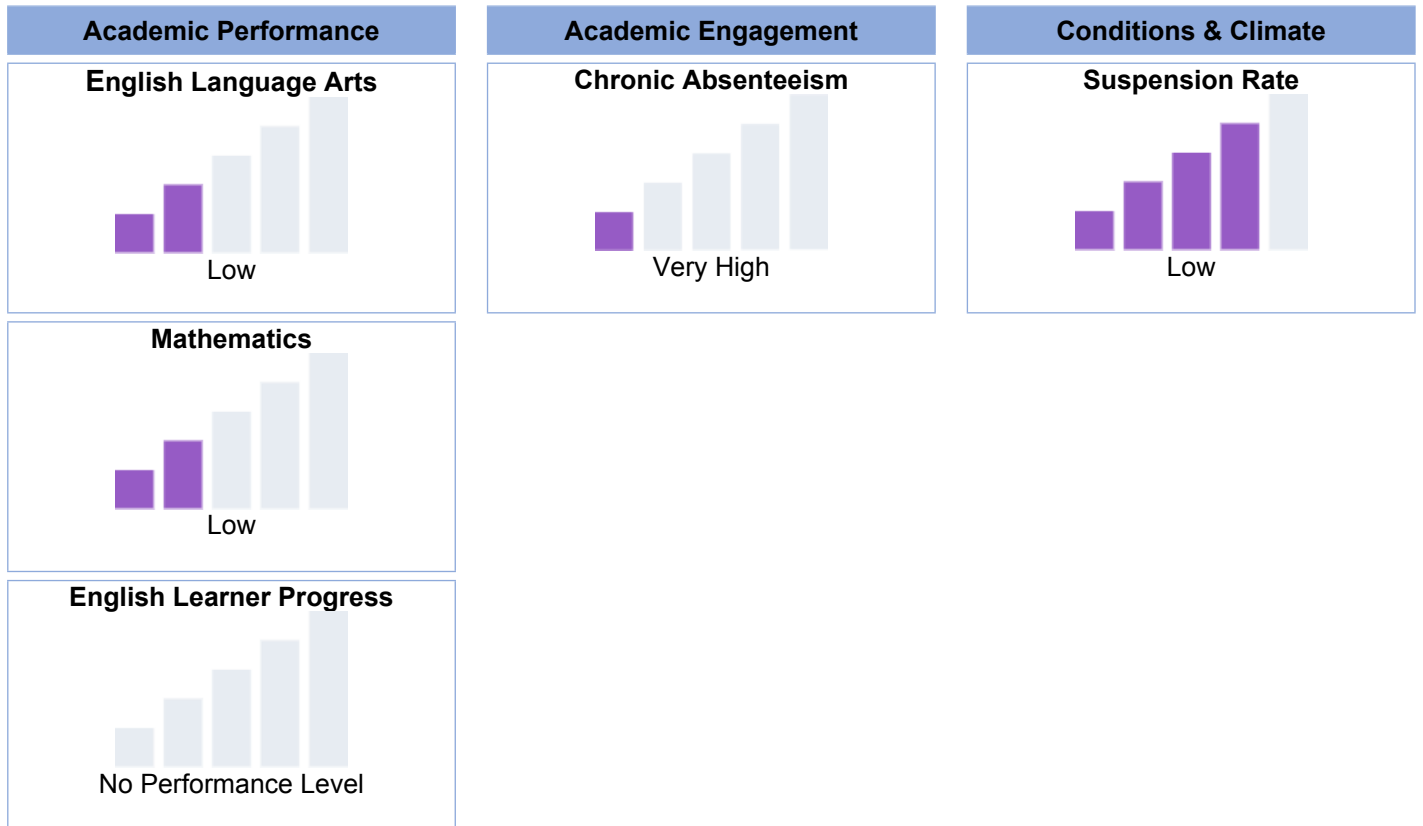 Academic Performance
Academic Engagement
Conditions & Climate
English Language Arts
Low
Chronic Absenteeism
Very High
Suspension Rate
Low
Mathematics
Low
English Learner Progress
No Performance Level